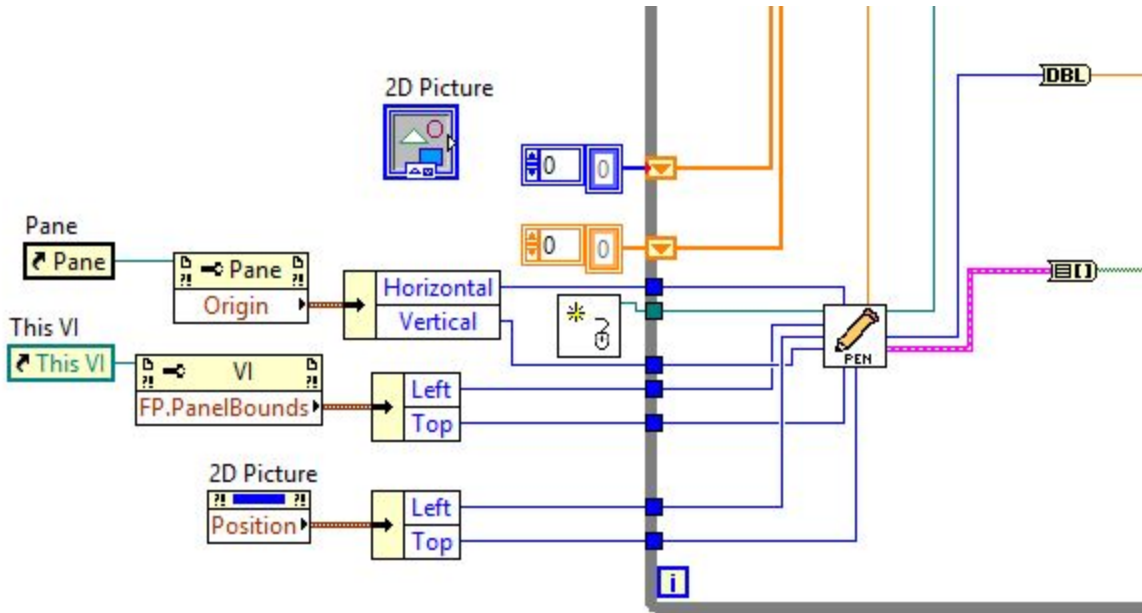 2D Picture
DBL
0 0
Pane
Pane
Pane
Origin
0 0
Horizontal
Vertical
This VI
This VI
VI
FP.PanelBounds
Left
Top
PEN
2D Picture
Position
Left
Top
i